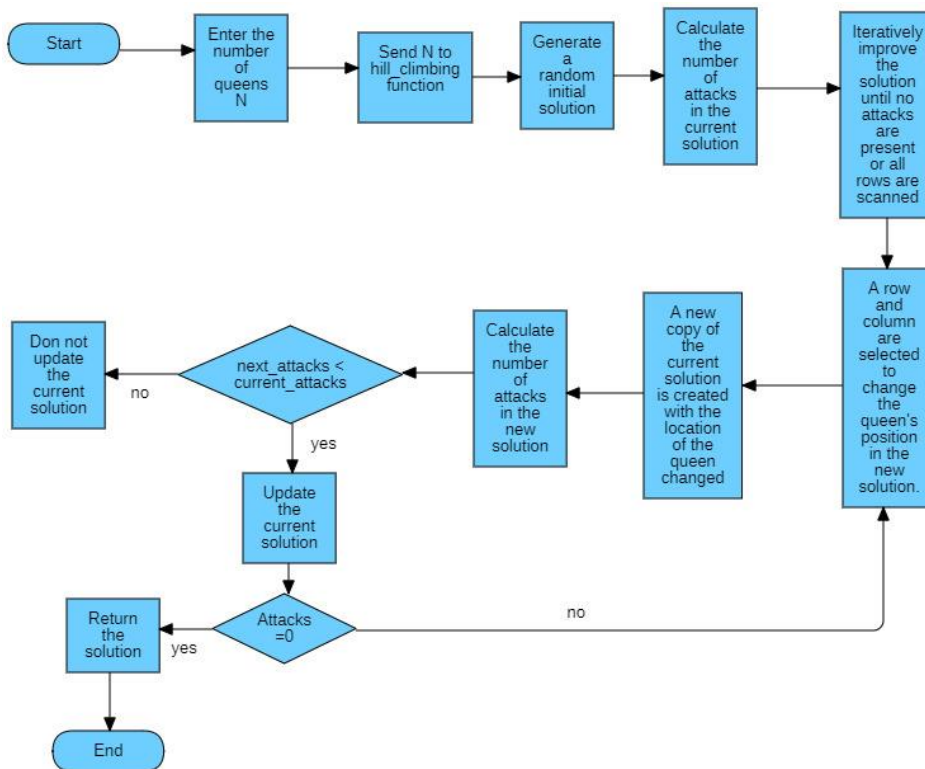 Start
Enter the
number
of
queens
N
Send N to
hill_climbing
function
Generate
a
random
initial
solution
Calculate
the
number
of
attacks
in the
current
solution
Iteratively
improve
the
solution
until no
attacks
are
present
or all
rows are
scanned
A row
and
column
are
selected
to
change
the
queen's
position
in the
new
solution.
A new
copy of
the
current
solution
is created
with the
location
of the
queen
changed
Calculate
the
number
of
attacks
in the
new
solution
next_attacks <
current_attacks
no
Don not
update
the
current
solution
yes
Update
the
current
solution
Attacks
=0
no
yes
Return
the
solution
End